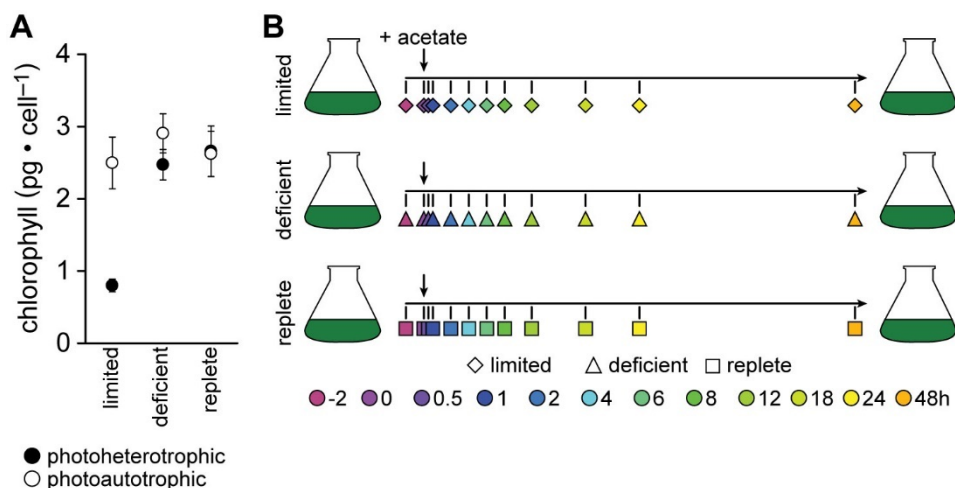 A
chlorophyll (pg • cell⁻¹)
4
3
2
1
0
limited
deficient
replete
● photoheterotrophic
○ photoautotrophic
B
+ acetate
limited
deficient
replete
◇ limited △ deficient □ replete
-2 0 0.5 1 2 4 6 8 12 18 24 48h